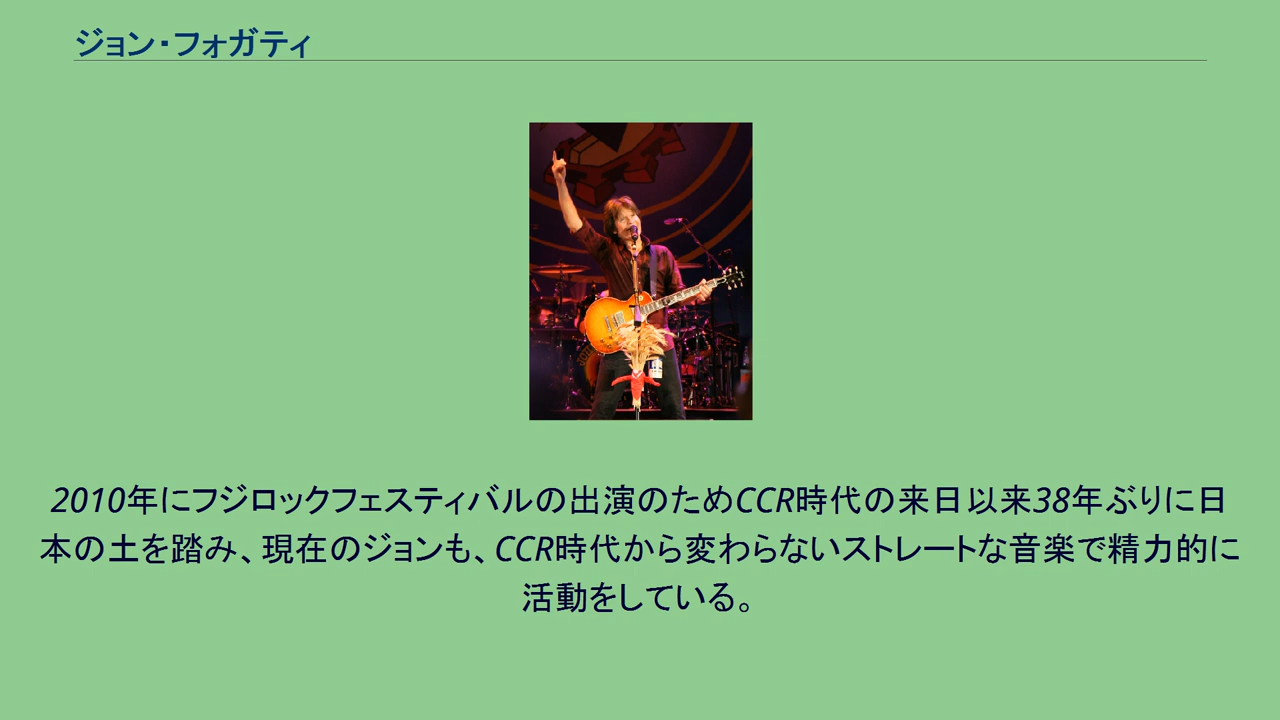 ジョン・フォガティ
2010年にフジロックフェスティバルの出演のためCCR時代の来日以来38年ぶりに日
本の土を踏み、現在のジョンも、CCR時代から変わらないストレートな音楽で精力的に
活動をしている。